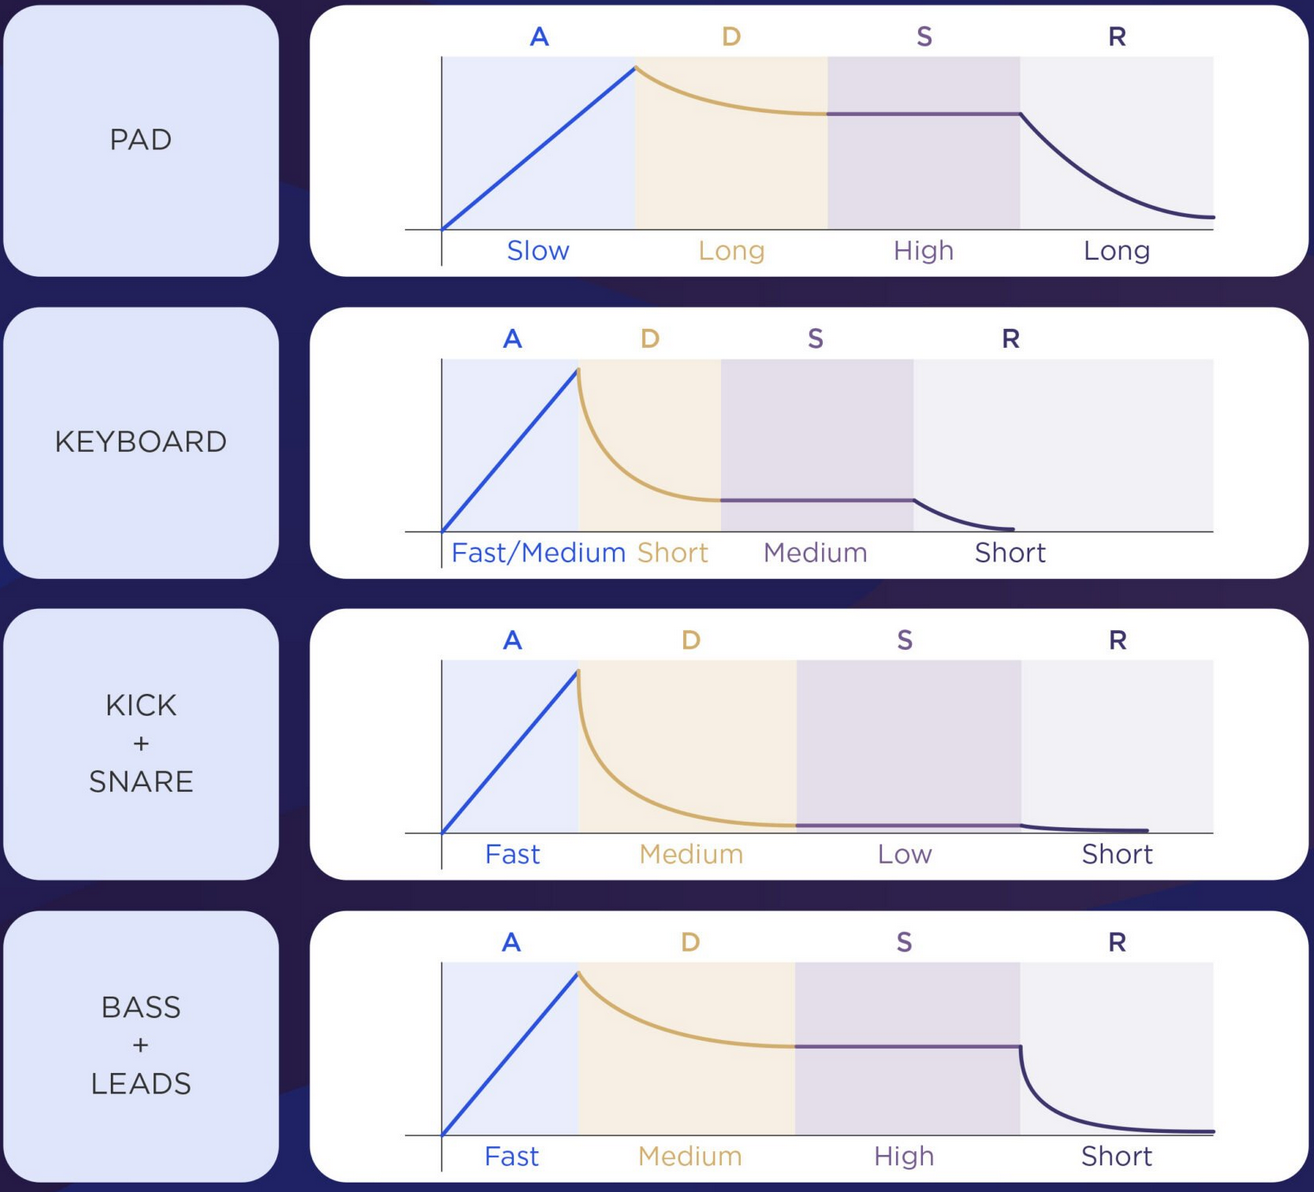 A D S R
PAD
Slow Long High Long
A D S R
KEYBOARD
Fast/Medium Short Medium Short
A D S R
KICK
+
SNARE
Fast Medium Low Short
A D S R
BASS
+
LEADS
Fast Medium High Short